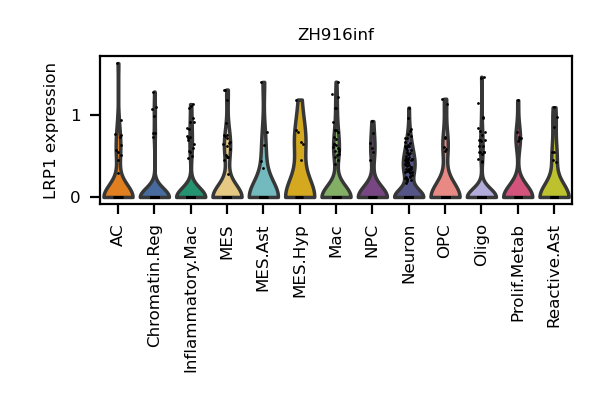 ZH916inf
LRP1 expression
1
0
AC
Chromatin.Reg
Inflammatory.Mac
MES
MES.Ast
MES.Hyp
Mac
NPC
Neuron
OPC
Oligo
Prolif.Metab
Reactive.Ast